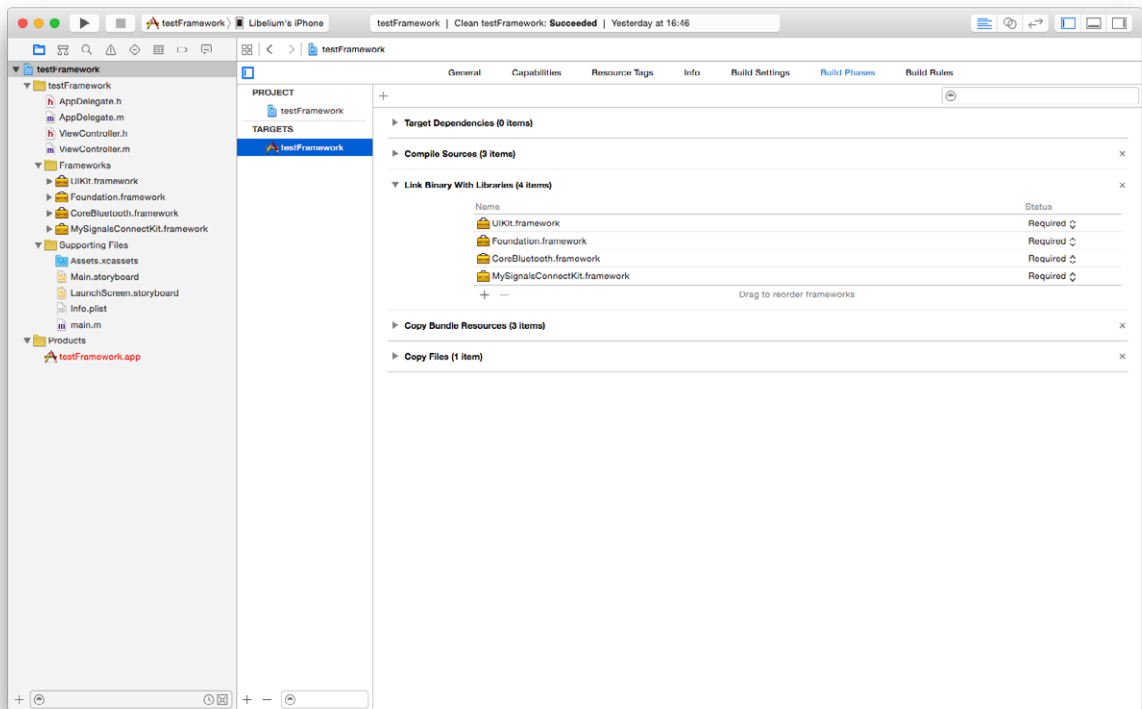 testFramework 〉 Libelium's iPhone
testFramework | Clean testFramework: Succeeded | Yesterday at 16:46
testFramework
testFramework
testFramework
AppDelegate.h
AppDelegate.m
ViewController.h
ViewController.m
Frameworks
UIKit.framework
Foundation.framework
CoreBluetooth.framework
MySignalsConnectKit.framework
Supporting Files
Assets.xcassets
Main.storyboard
LaunchScreen.storyboard
Info.plist
main.m
Products
testFramework.app
General Capabilities Resource Tags Info Build Settings Build Phases Build Rules
PROJECT
testFramework
TARGETS
testFramework
Target Dependencies (0 items)
Compile Sources (3 items)
Link Binary With Libraries (4 items)
Name Status
UIKit.framework Required
Foundation.framework Required
CoreBluetooth.framework Required
MySignalsConnectKit.framework Required
Drag to reorder frameworks
Copy Bundle Resources (3 items)
Copy Files (1 item)